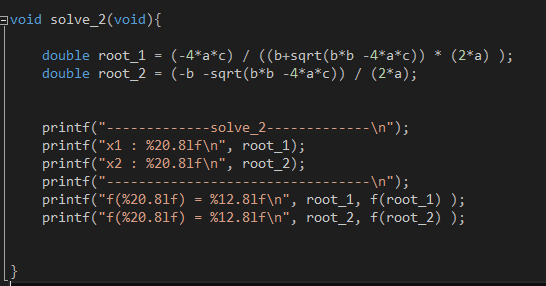 void solve_2(void){
double root_1 = (-4*a*c) / ((b+sqrt(b*b -4*a*c)) * (2*a) );
double root_2 = (-b -sqrt(b*b -4*a*c)) / (2*a);
printf("-------------solve_2-------------\n");
printf("x1 : %20.8lf\n", root_1);
printf("x2 : %20.8lf\n", root_2);
printf("---------------------------------\n");
printf("f(%20.8lf) = %12.8lf\n", root_1, f(root_1) );
printf("f(%20.8lf) = %12.8lf\n", root_2, f(root_2) );
}